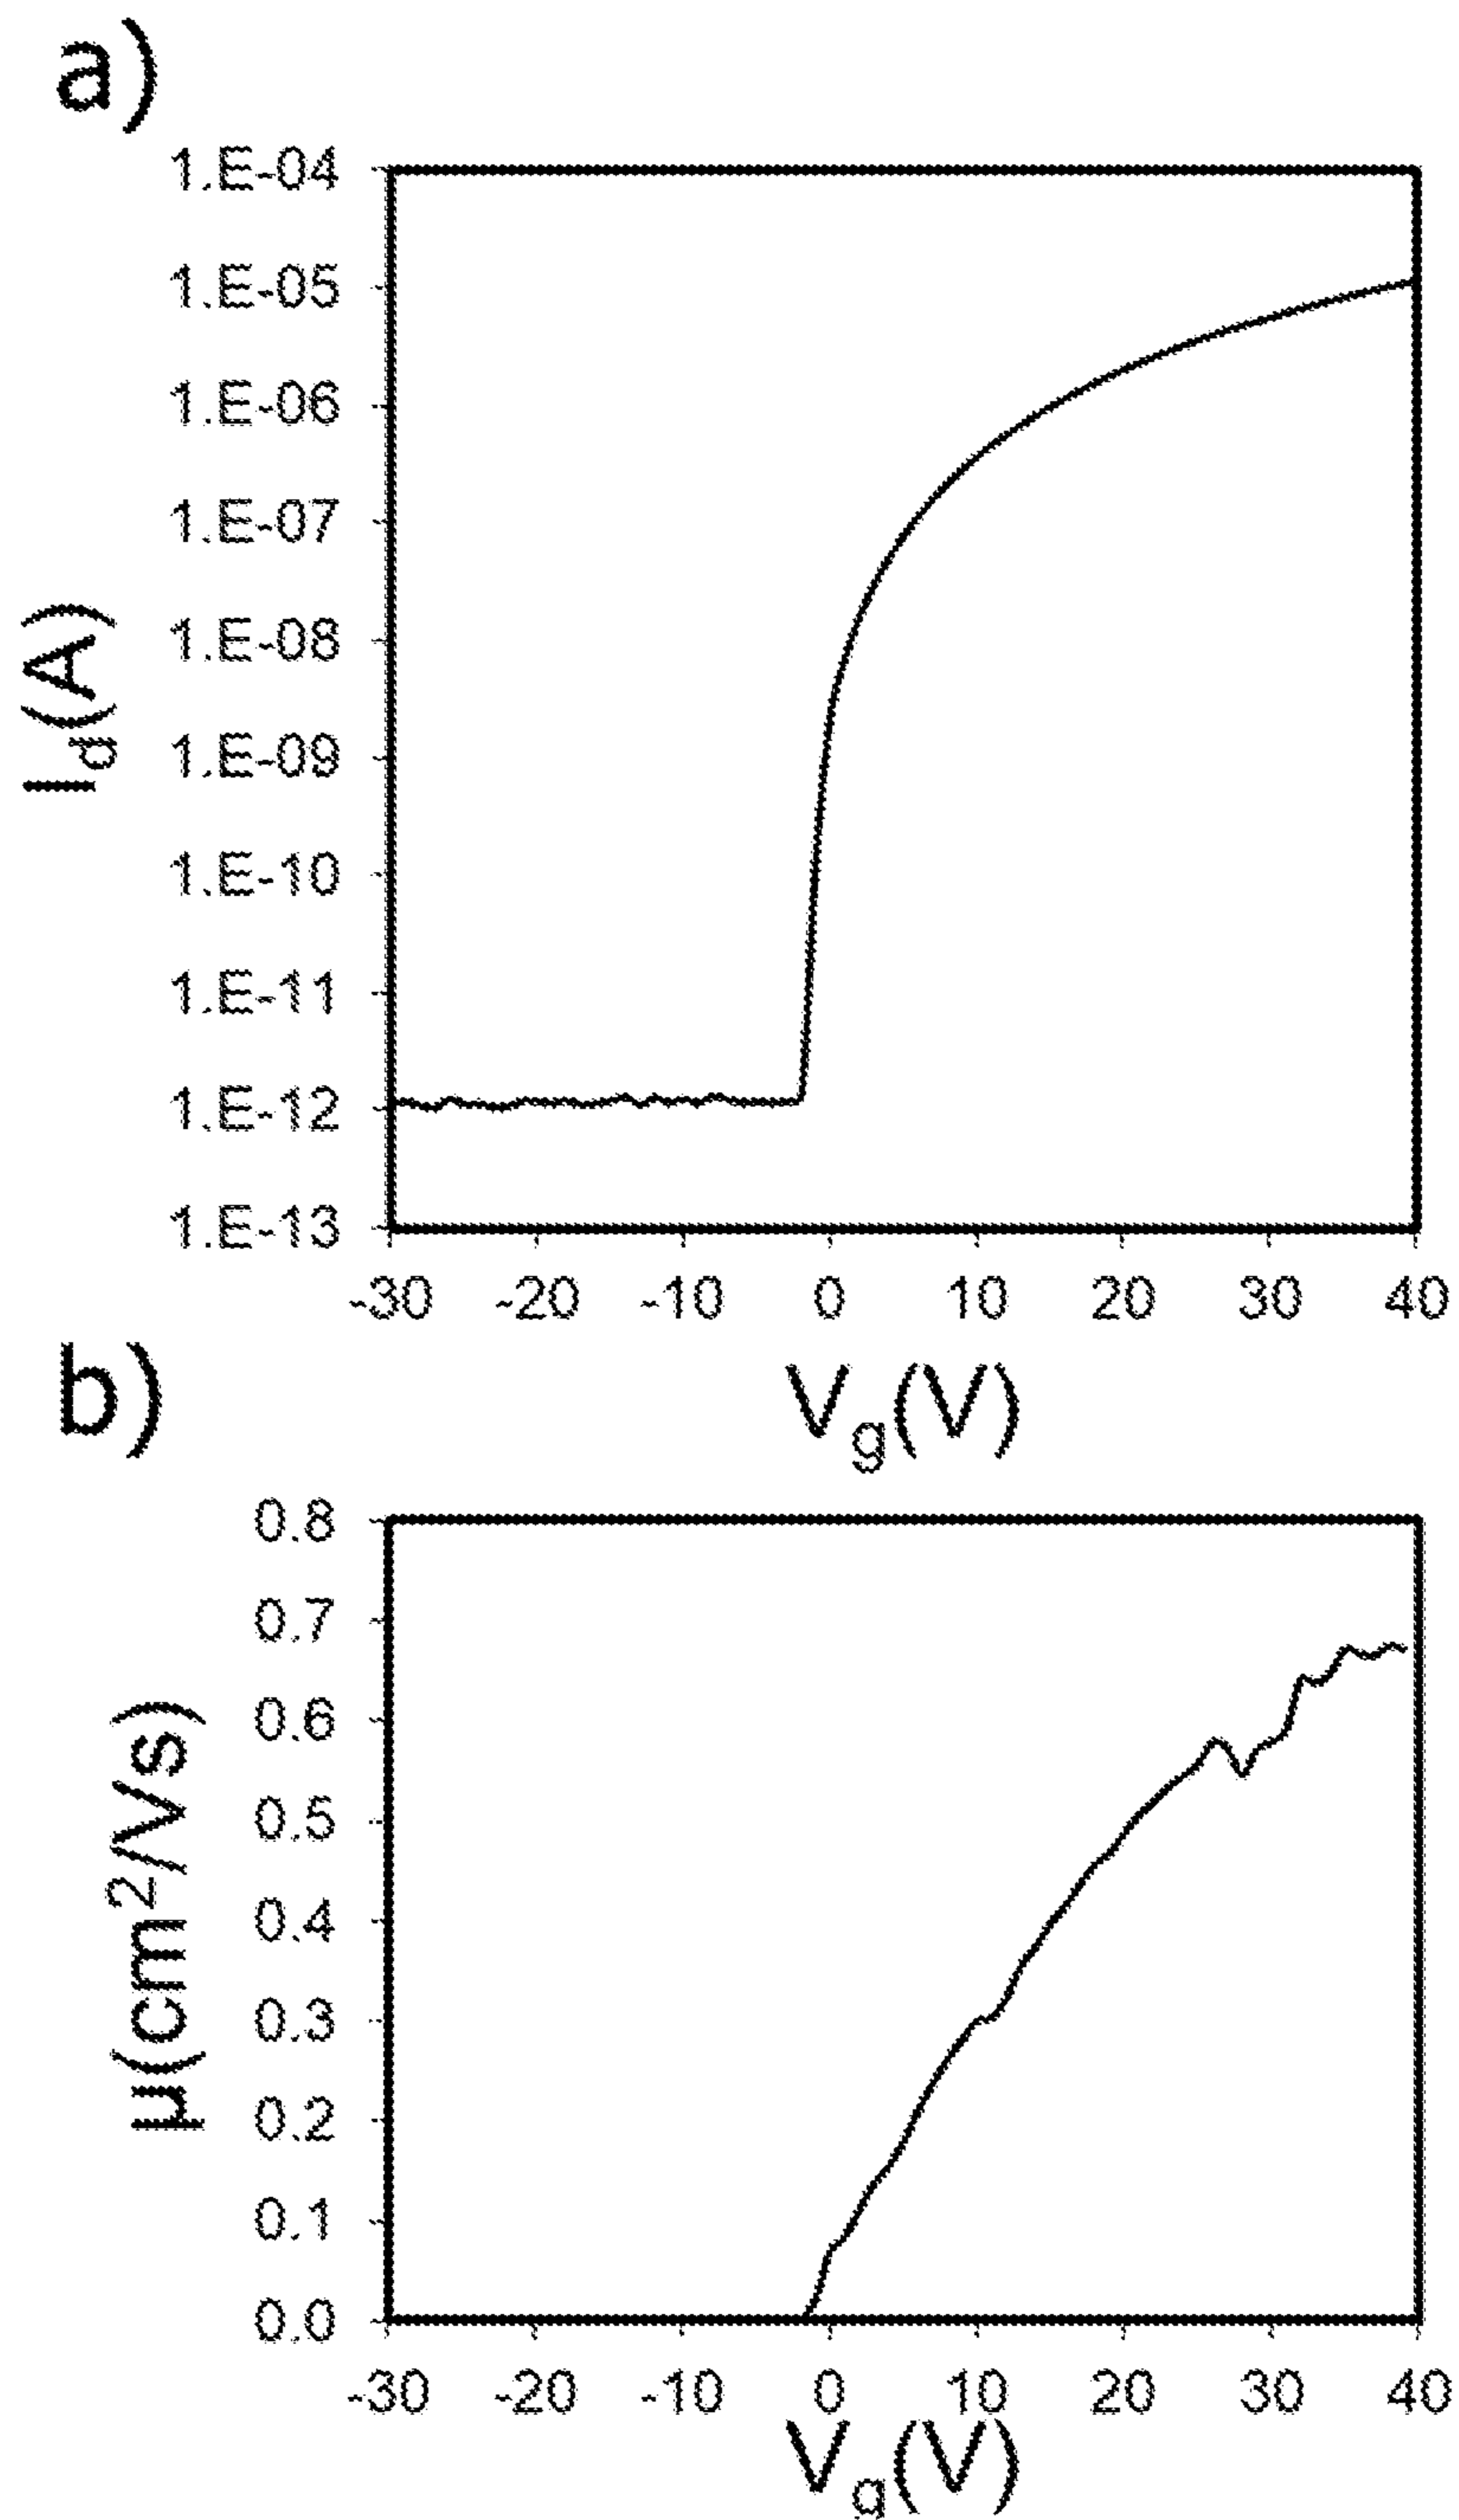 a)
1.E-04
1.E-05
1.E-06
1.E-07
1.E-08
1.E-09
1.E-10
1.E-11
1.E-12
1.E-13
Id(A)
-30 -20 -10 0 10 20 30 40
Vg(V)
b)
0.8
0.7
0.6
0.5
0.4
0.3
0.2
0.1
0.0
μ(cm²/Vs)
-30 -20 -10 0 10 20 30 40
Vg(V)